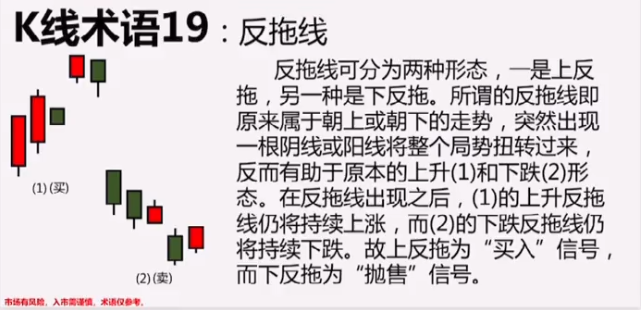 K线术语19：反拖线
反拖线可分为两种形态，一是上反
拖，另一种是下反拖。所谓的反拖线即
原来属于朝上或朝下的走势，突然出现
一根阴线或阳线将整个局势扭转过来，
反而有助于原本的上升(1)和下跌(2)形
态。在反拖线出现之后，(1)的上升反拖
线仍将持续上涨，而(2)的下跌反拖线仍
将持续下跌。故上反拖为“买入”信号，
而下反拖为“抛售”信号。
(1)(买)
(2)(卖)
市场有风险，入市需谨慎，术语仅参考。